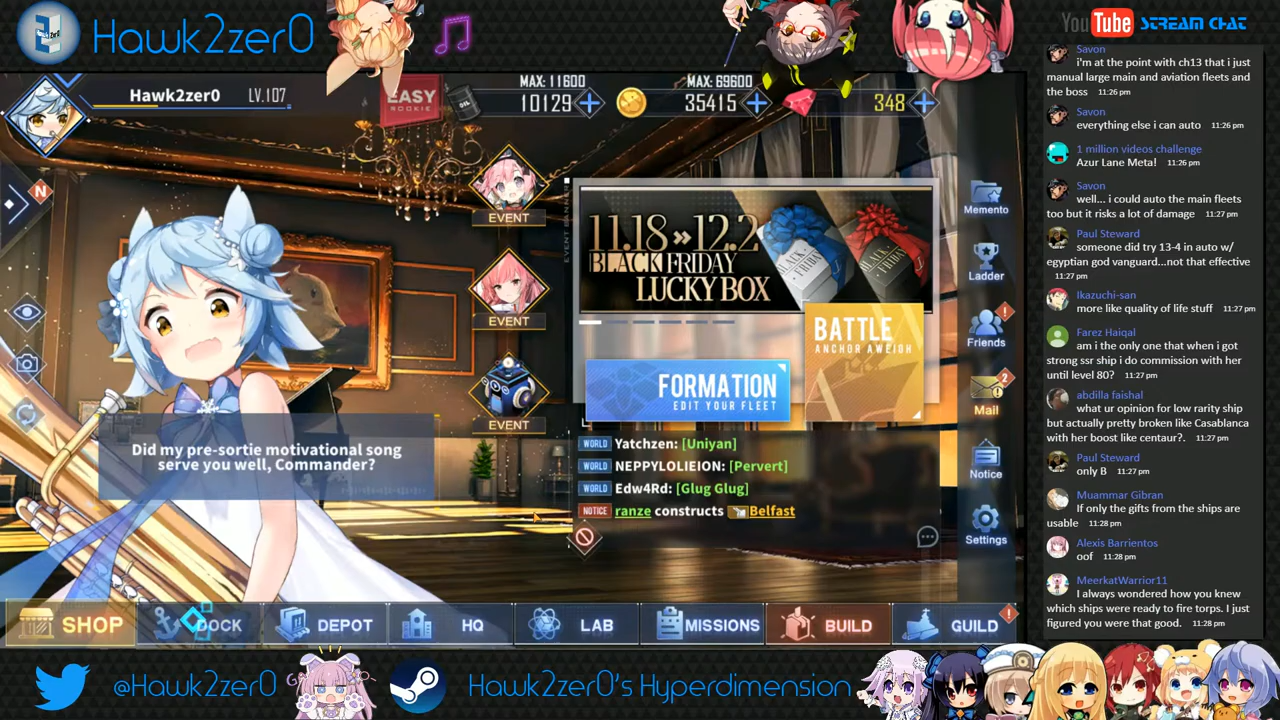 Hawk2zer0
YouTube STREAM CHAT
Hawk2zer0 LV.107
EASY
ROOKIE
OIL
MAX: 11600
10129
MAX: 69600
35415
348
N
EVENT
EVENT
EVENT
EVENT BANNER
11.18 » 12.2
BLACK FRIDAY
LUCKY BOX
BLACK FRIDAY
BATTLE
ANCHOR AWEIGH
FORMATION
EDIT YOUR FLEET
Memento
Ladder
Friends
2
Mail
Notice
Settings
Did my pre-sortie motivational song
serve you well, Commander?
WORLD Yatchzen: [Uniyan]
WORLD NEPPYLOLIEION: [Pervert]
WORLD Edw4Rd: [Glug Glug]
NOTICE ranze constructs Belfast
SHOP
DOCK
DEPOT
HQ
LAB
MISSIONS
BUILD
GUILD
@Hawk2zer0
Hawk2zer0's Hyperdimension
Savon
i'm at the point with ch13 that i just
manual large main and aviation fleets and
the boss 11:26 pm
Savon
everything else i can auto 11:26 pm
1 million videos challenge
Azur Lane Meta! 11:26 pm
Savon
well... i could auto the main fleets
too but it risks a lot of damage 11:27 pm
Paul Steward
someone did try 13-4 in auto w/
egyptian god vanguard...not that effective
11:27 pm
Ikazuchi-san
more like quality of life stuff 11:27 pm
Farez Haiqal
am i the only one that when i got
strong ssr ship i do commission with her
until level 80? 11:27 pm
abdilla faishal
what ur opinion for low rarity ship
but actually pretty broken like Casablanca
with her boost like centaur?. 11:27 pm
Paul Steward
only B 11:27 pm
Muammar Gibran
If only the gifts from the ships are
usable 11:28 pm
Alexis Barrientos
oof 11:28 pm
MeerkatWarrior11
I always wondered how you knew
which ships were ready to fire torps. I just
figured you were that good. 11:28 pm